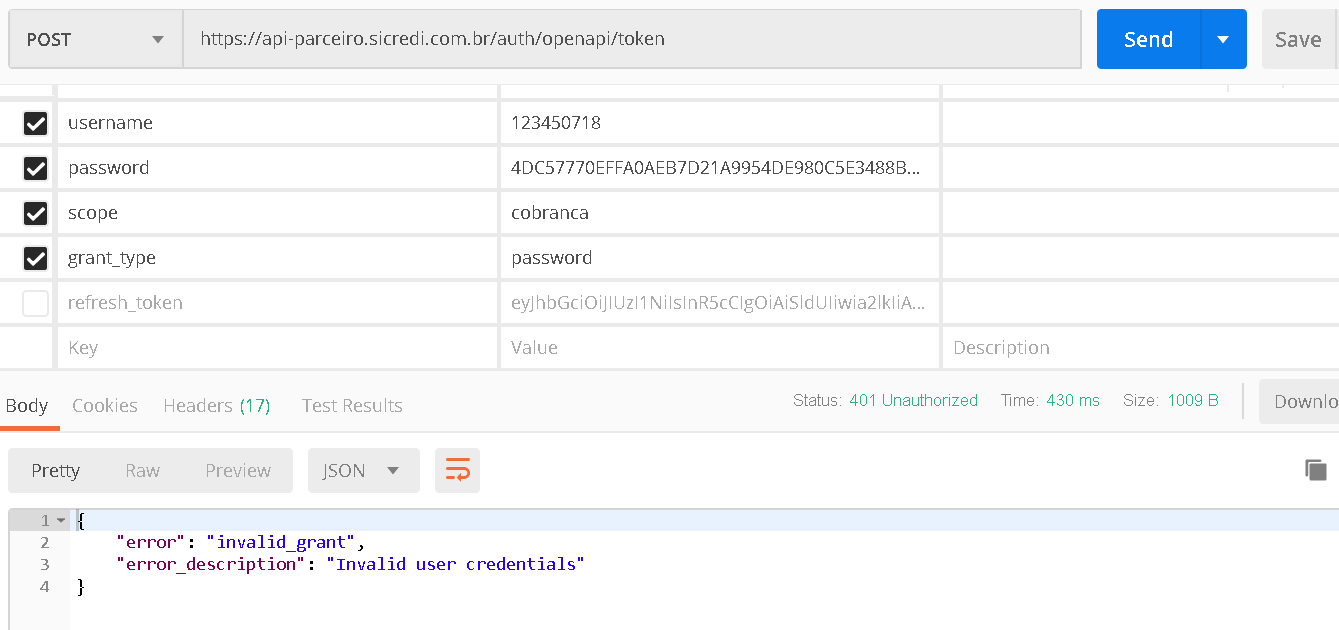 POST https://api-parceiro.sicredi.com.br/auth/openapi/token Send Save
username 123450718
password 4DC57770EFFA0AEB7D21A9954DE980C5E3488B...
scope cobranca
grant_type password
refresh_token eyJhbGciOiJIUzI1NiIsInR5cCIgOiAiSldUIiwia2lkIiA...
Key Value Description
Body Cookies Headers (17) Test Results Status: 401 Unauthorized Time: 430 ms Size: 1009 B Downlo
Pretty Raw Preview JSON
1 {
2 "error": "invalid_grant",
3 "error_description": "Invalid user credentials"
4 }